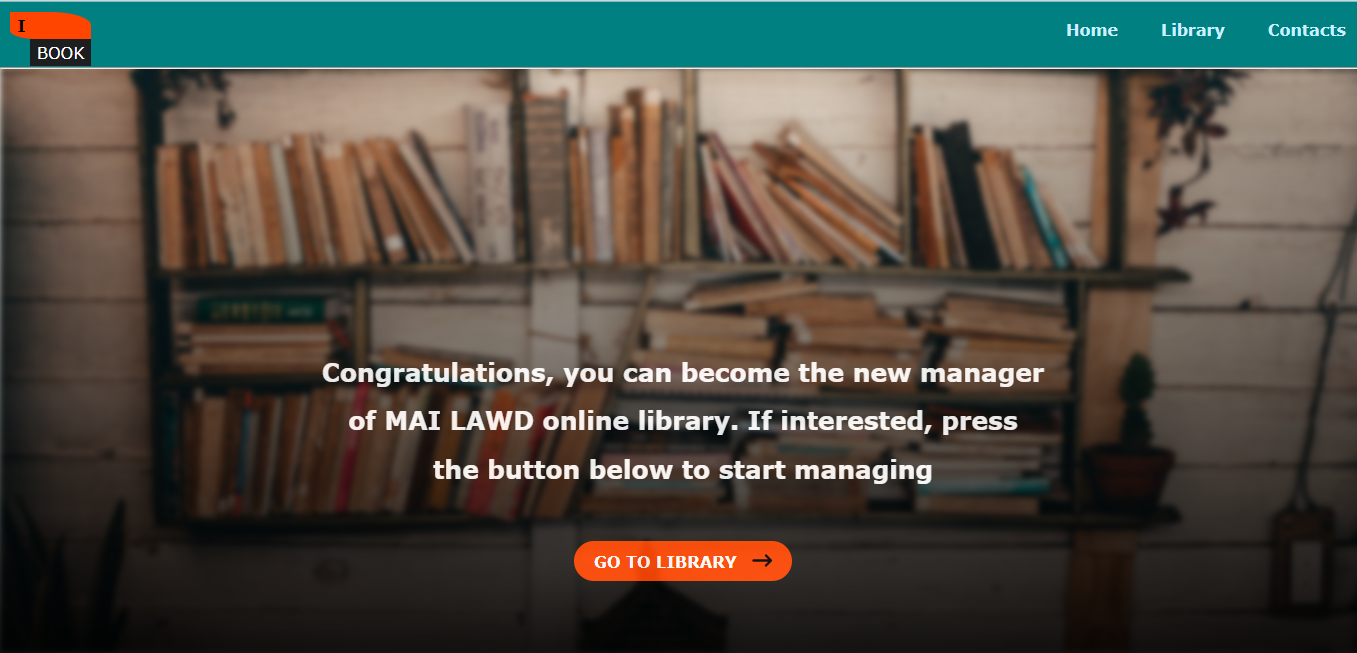 I
BOOK
Home Library Contacts
Congratulations, you can become the new manager
of MAI LAWD online library. If interested, press
the button below to start managing
GO TO LIBRARY →